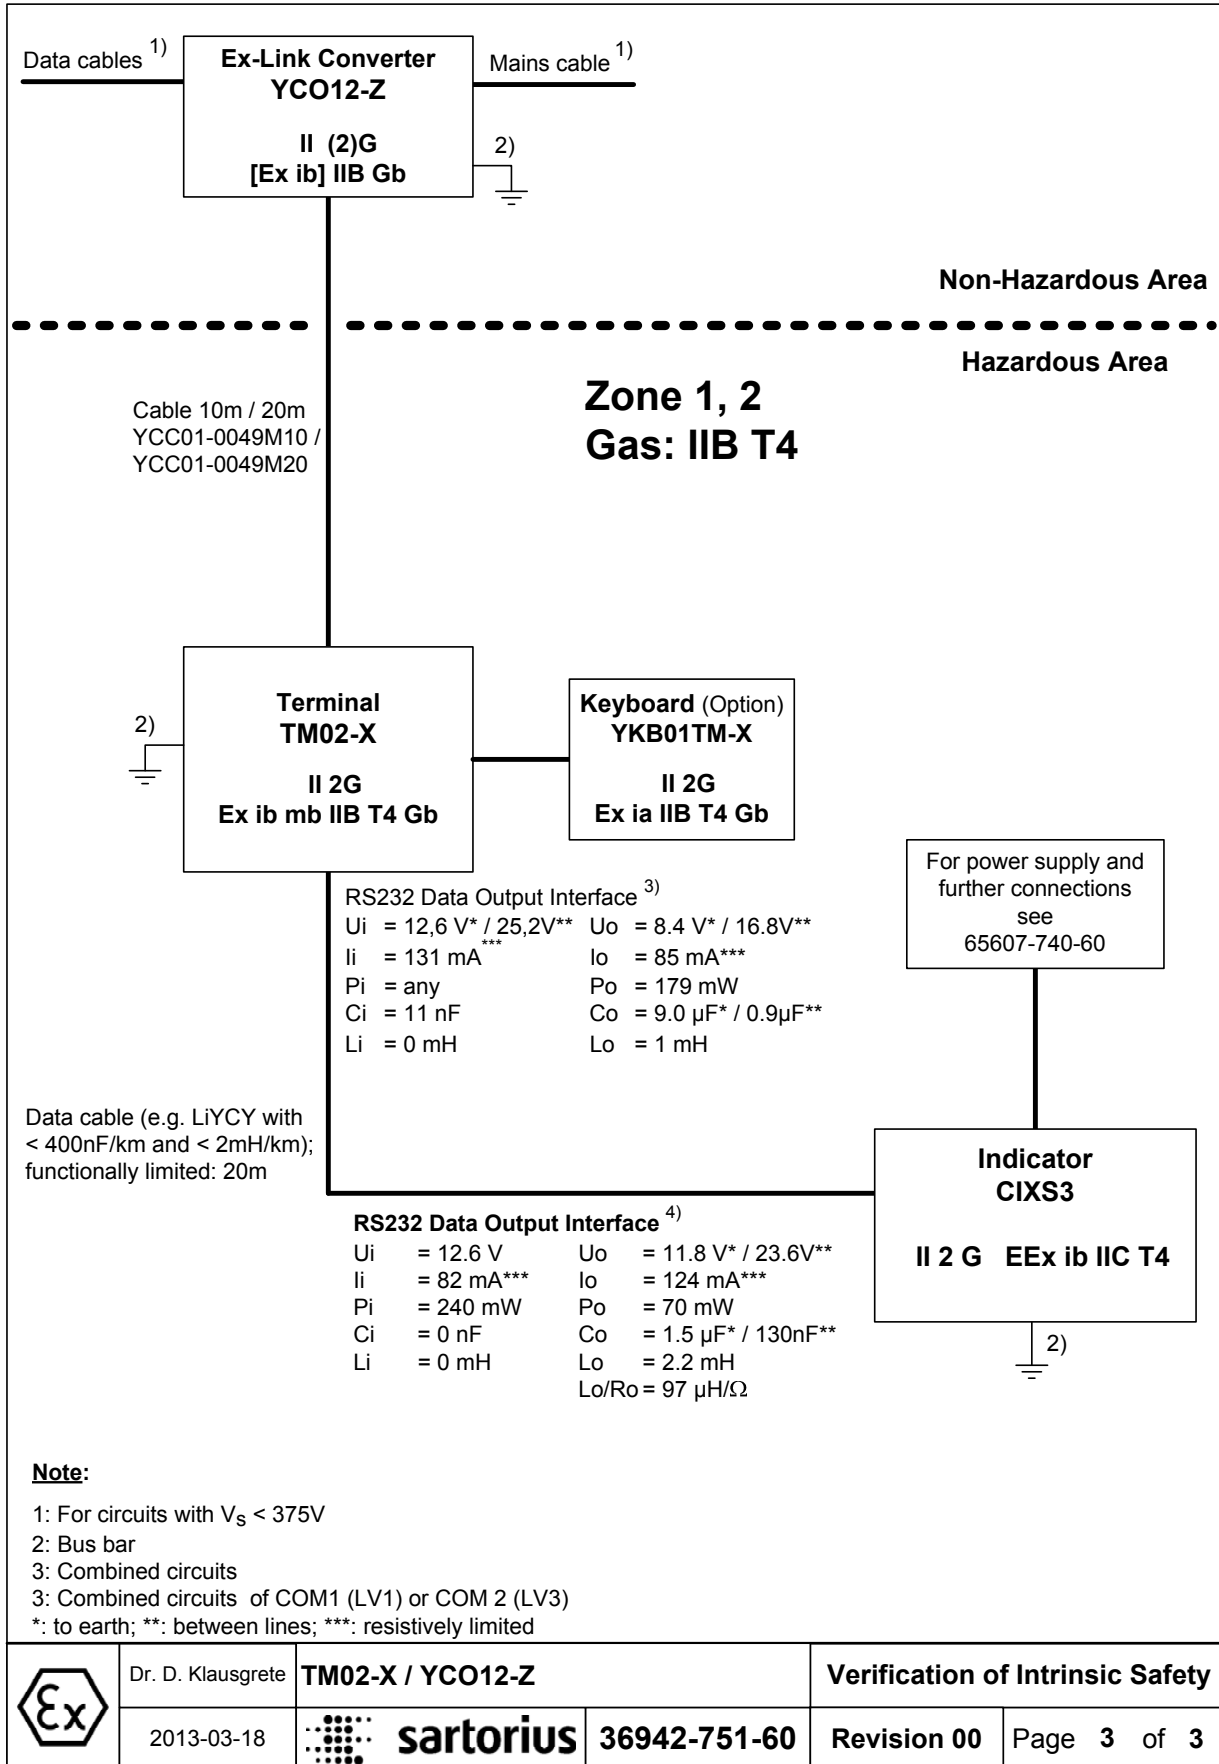 Data cables 1)
Ex-Link Converter
YCO12-Z
II (2)G
[Ex ib] IIB Gb
Mains cable 1)
2)
Non-Hazardous Area
Hazardous Area
Zone 1, 2
Gas: IIB T4
Cable 10m / 20m
YCC01-0049M10 /
YCC01-0049M20
2)
Terminal
TM02-X
II 2G
Ex ib mb IIB T4 Gb
Keyboard (Option)
YKB01TM-X
II 2G
Ex ia IIB T4 Gb
For power supply and
further connections
see
65607-740-60
RS232 Data Output Interface 3)
Ui = 12,6 V* / 25,2V** Uo = 8.4 V* / 16.8V**
Ii = 131 mA*** Io = 85 mA***
Pi = any Po = 179 mW
Ci = 11 nF Co = 9.0 µF* / 0.9µF**
Li = 0 mH Lo = 1 mH
Data cable (e.g. LiYCY with
< 400nF/km and < 2mH/km);
functionally limited: 20m
Indicator
CIXS3
II 2 G EEx ib IIC T4
2)
RS232 Data Output Interface 4)
Ui = 12.6 V Uo = 11.8 V* / 23.6V**
Ii = 82 mA*** Io = 124 mA***
Pi = 240 mW Po = 70 mW
Ci = 0 nF Co = 1.5 µF* / 130nF**
Li = 0 mH Lo = 2.2 mH
Lo/Ro = 97 µH/Ω
Note:
1: For circuits with Vs < 375V
2: Bus bar
3: Combined circuits
3: Combined circuits of COM1 (LV1) or COM 2 (LV3)
*: to earth; **: between lines; ***: resistively limited
Ex
Dr. D. Klausgrete
TM02-X / YCO12-Z
Verification of Intrinsic Safety
2013-03-18
sartorius
36942-751-60
Revision 00
Page 3 of 3